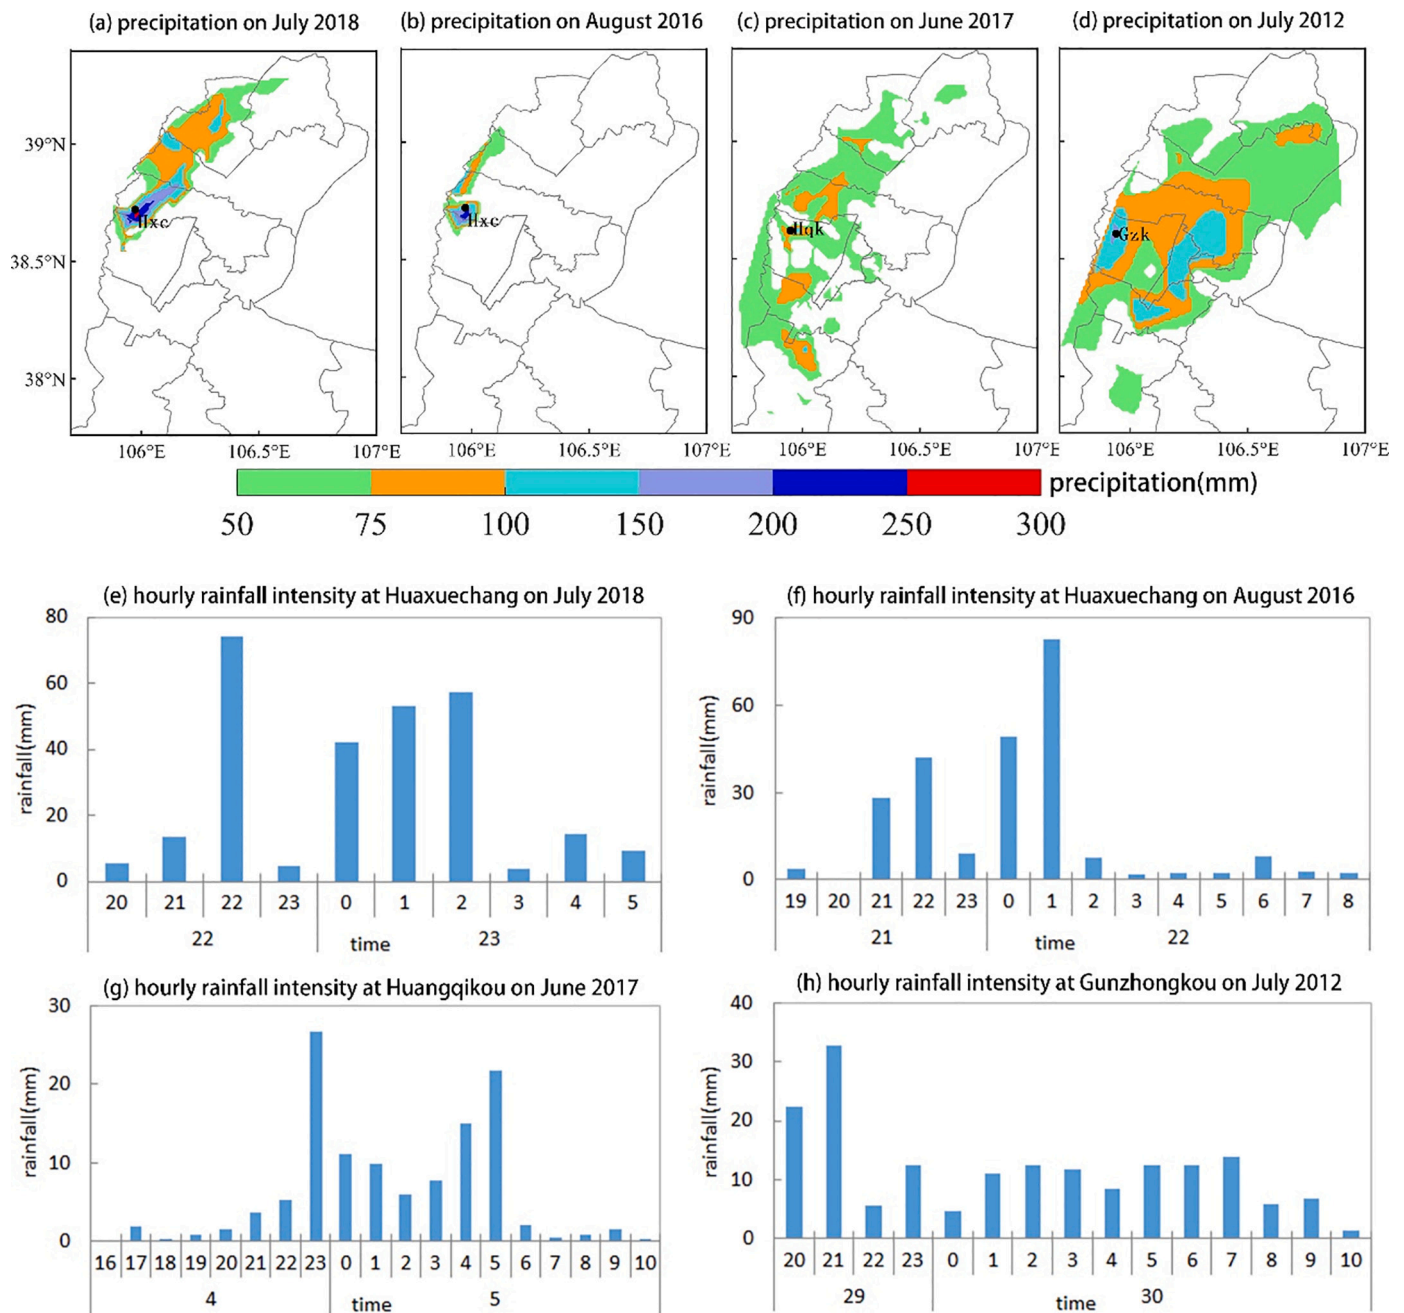 (a) precipitation on July 2018
(b) precipitation on August 2016
(c) precipitation on June 2017
(d) precipitation on July 2012
39°N
38.5°N
38°N
Hxc
Hxc
Hqk
Gzk
106°E 106.5°E 107°E
106°E 106.5°E 107°E
106°E 106.5°E 107°E
106°E 106.5°E 107°E
precipitation(mm)
50 75 100 150 200 250 300
(e) hourly rainfall intensity at Huaxuechang on July 2018
80
60
40
20
0
rainfall(mm)
20 21 22 23 0 1 2 3 4 5
22 23
time
(f) hourly rainfall intensity at Huaxuechang on August 2016
90
60
30
0
rainfall(mm)
19 20 21 22 23 0 1 2 3 4 5 6 7 8
21 22
time
(g) hourly rainfall intensity at Huangqikou on June 2017
30
20
10
0
rainfall(mm)
16 17 18 19 20 21 22 23 0 1 2 3 4 5 6 7 8 9 10
4 5
time
(h) hourly rainfall intensity at Gunzhongkou on July 2012
40
30
20
10
0
rainfall(mm)
20 21 22 23 0 1 2 3 4 5 6 7 8 9 10
29 30
time